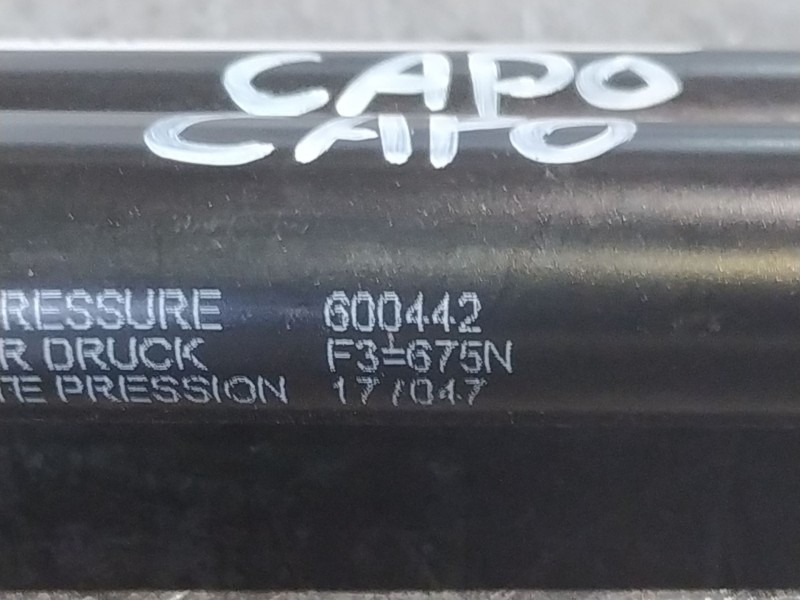 CAPO
CAPO
RESSURE 600442
R DRUCK F3=675N
TE PRESSION 17/047